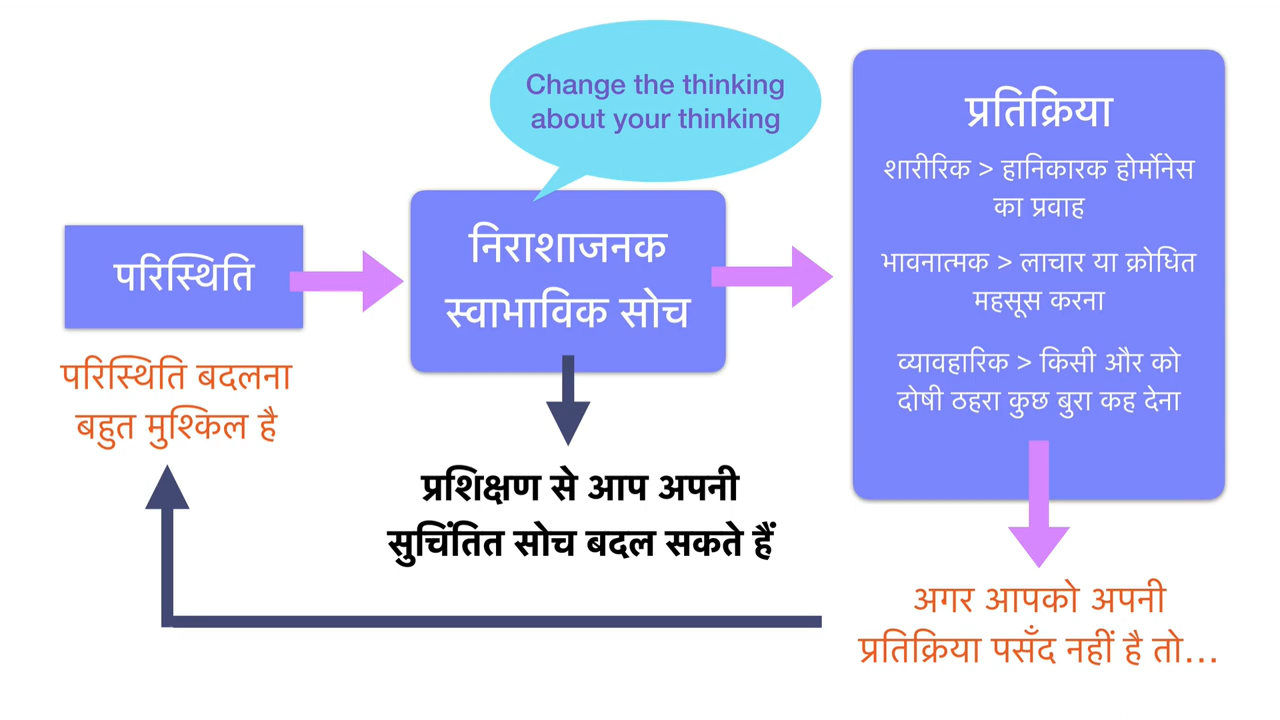 Change the thinking
about your thinking
परिस्थिति
निराशाजनक
स्वाभाविक सोच
प्रतिक्रिया
शारीरिक > हानिकारक होर्मोनेस
का प्रवाह
भावनात्मक > लाचार या क्रोधित
महसूस करना
व्यावहारिक > किसी और को
दोषी ठहरा कुछ बुरा कह देना
परिस्थिति बदलना
बहुत मुश्किल है
प्रशिक्षण से आप अपनी
सुचिंतित सोच बदल सकते हैं
अगर आपको अपनी
प्रतिक्रिया पसँद नहीं है तो...